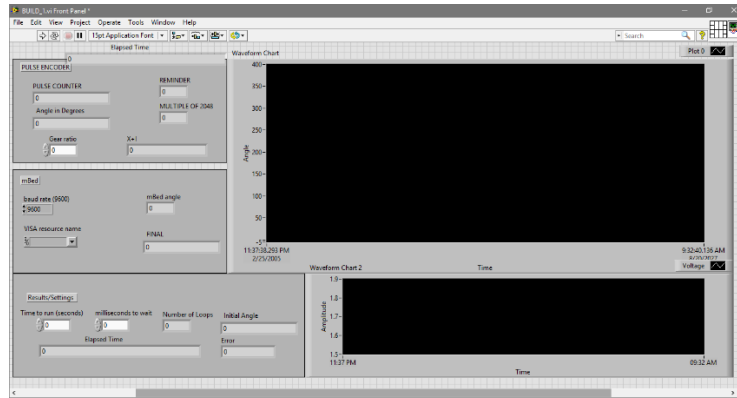 BUILD_1.vi Front Panel *
File Edit View Project Operate Tools Window Help
15pt Application Font
Search
Elapsed Time
0
PULSE ENCODER
PULSE COUNTER
0
REMINDER
0
Angle in Degrees
0
MULTIPLE OF 2048
0
Gear ratio
0
X+1
0
mBed
baud rate (9600)
9600
mBed angle
0
VISA resource name
FINAL
0
Results/Settings
Time to run (seconds)
0
milliseconds to wait
0
Number of Loops
0
Initial Angle
0
Elapsed Time
0
Error
0
Waveform Chart
Plot 0
Angle
400
350
300
250
200
150
100
50
-5
11:37:38.293 PM
2/25/2005
9:32:40.136 AM
Time
Waveform Chart 2
Voltage
Amplitude
1.9
1.8
1.7
1.6
1.5
11:37 PM
09:32 AM
Time